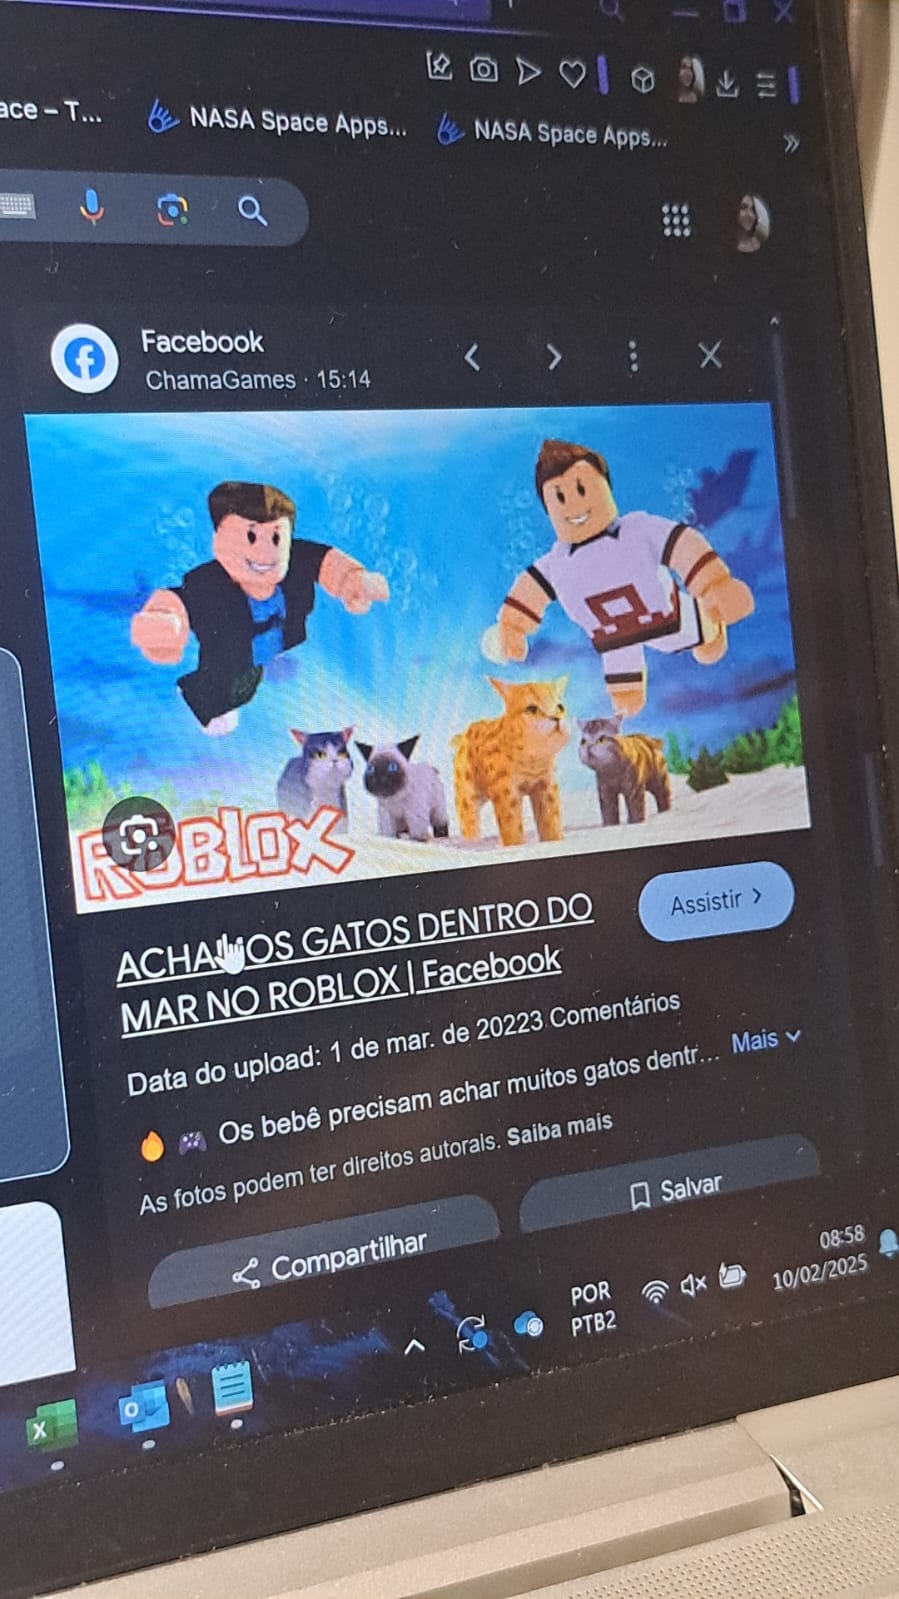 ace – T...
NASA Space Apps...
NASA Space Apps...
Facebook
ChamaGames · 15:14
ROBLOX
ACHA OS GATOS DENTRO DO
MAR NO ROBLOX | Facebook
Assistir
Data do upload: 1 de mar. de 20223 Comentários
Os bebê precisam achar muitos gatos dentr... Mais
As fotos podem ter direitos autorais. Saiba mais
Compartilhar
Salvar
POR
PTB2
08:58
10/02/2025